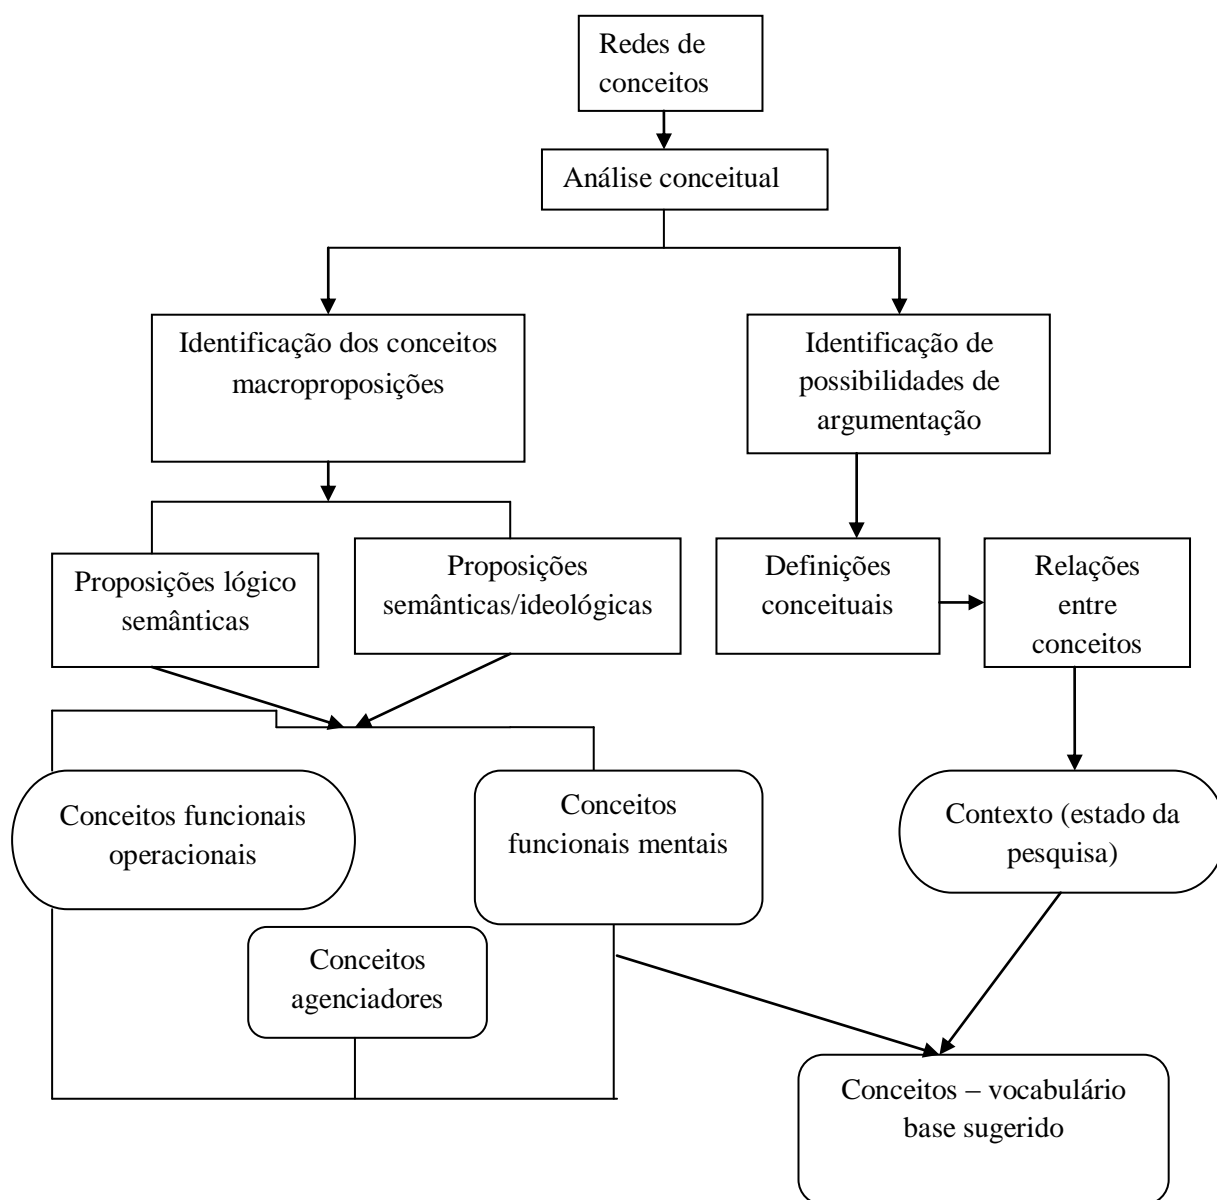 Redes de
conceitos
Análise conceitual
Identificação dos conceitos
macroproposições
Identificação de
possibilidades de
argumentação
Proposições lógico
semânticas
Proposições
semânticas/ideológicas
Definições
conceituais
Relações
entre
conceitos
Conceitos funcionais
operacionais
Conceitos
funcionais mentais
Contexto (estado da
pesquisa)
Conceitos
agenciadores
Conceitos – vocabulário
base sugerido